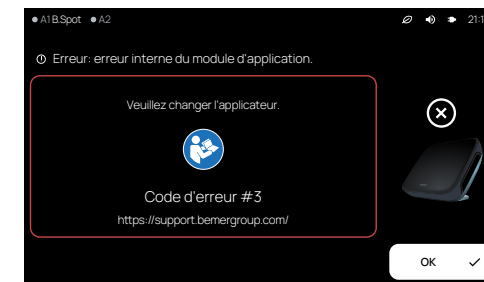 A1 B.Spot A2 21:1
Erreur: erreur interne du module d'application.
Veuillez changer l'applicateur.
Code d'erreur #3
https://support.bemergroup.com/
OK